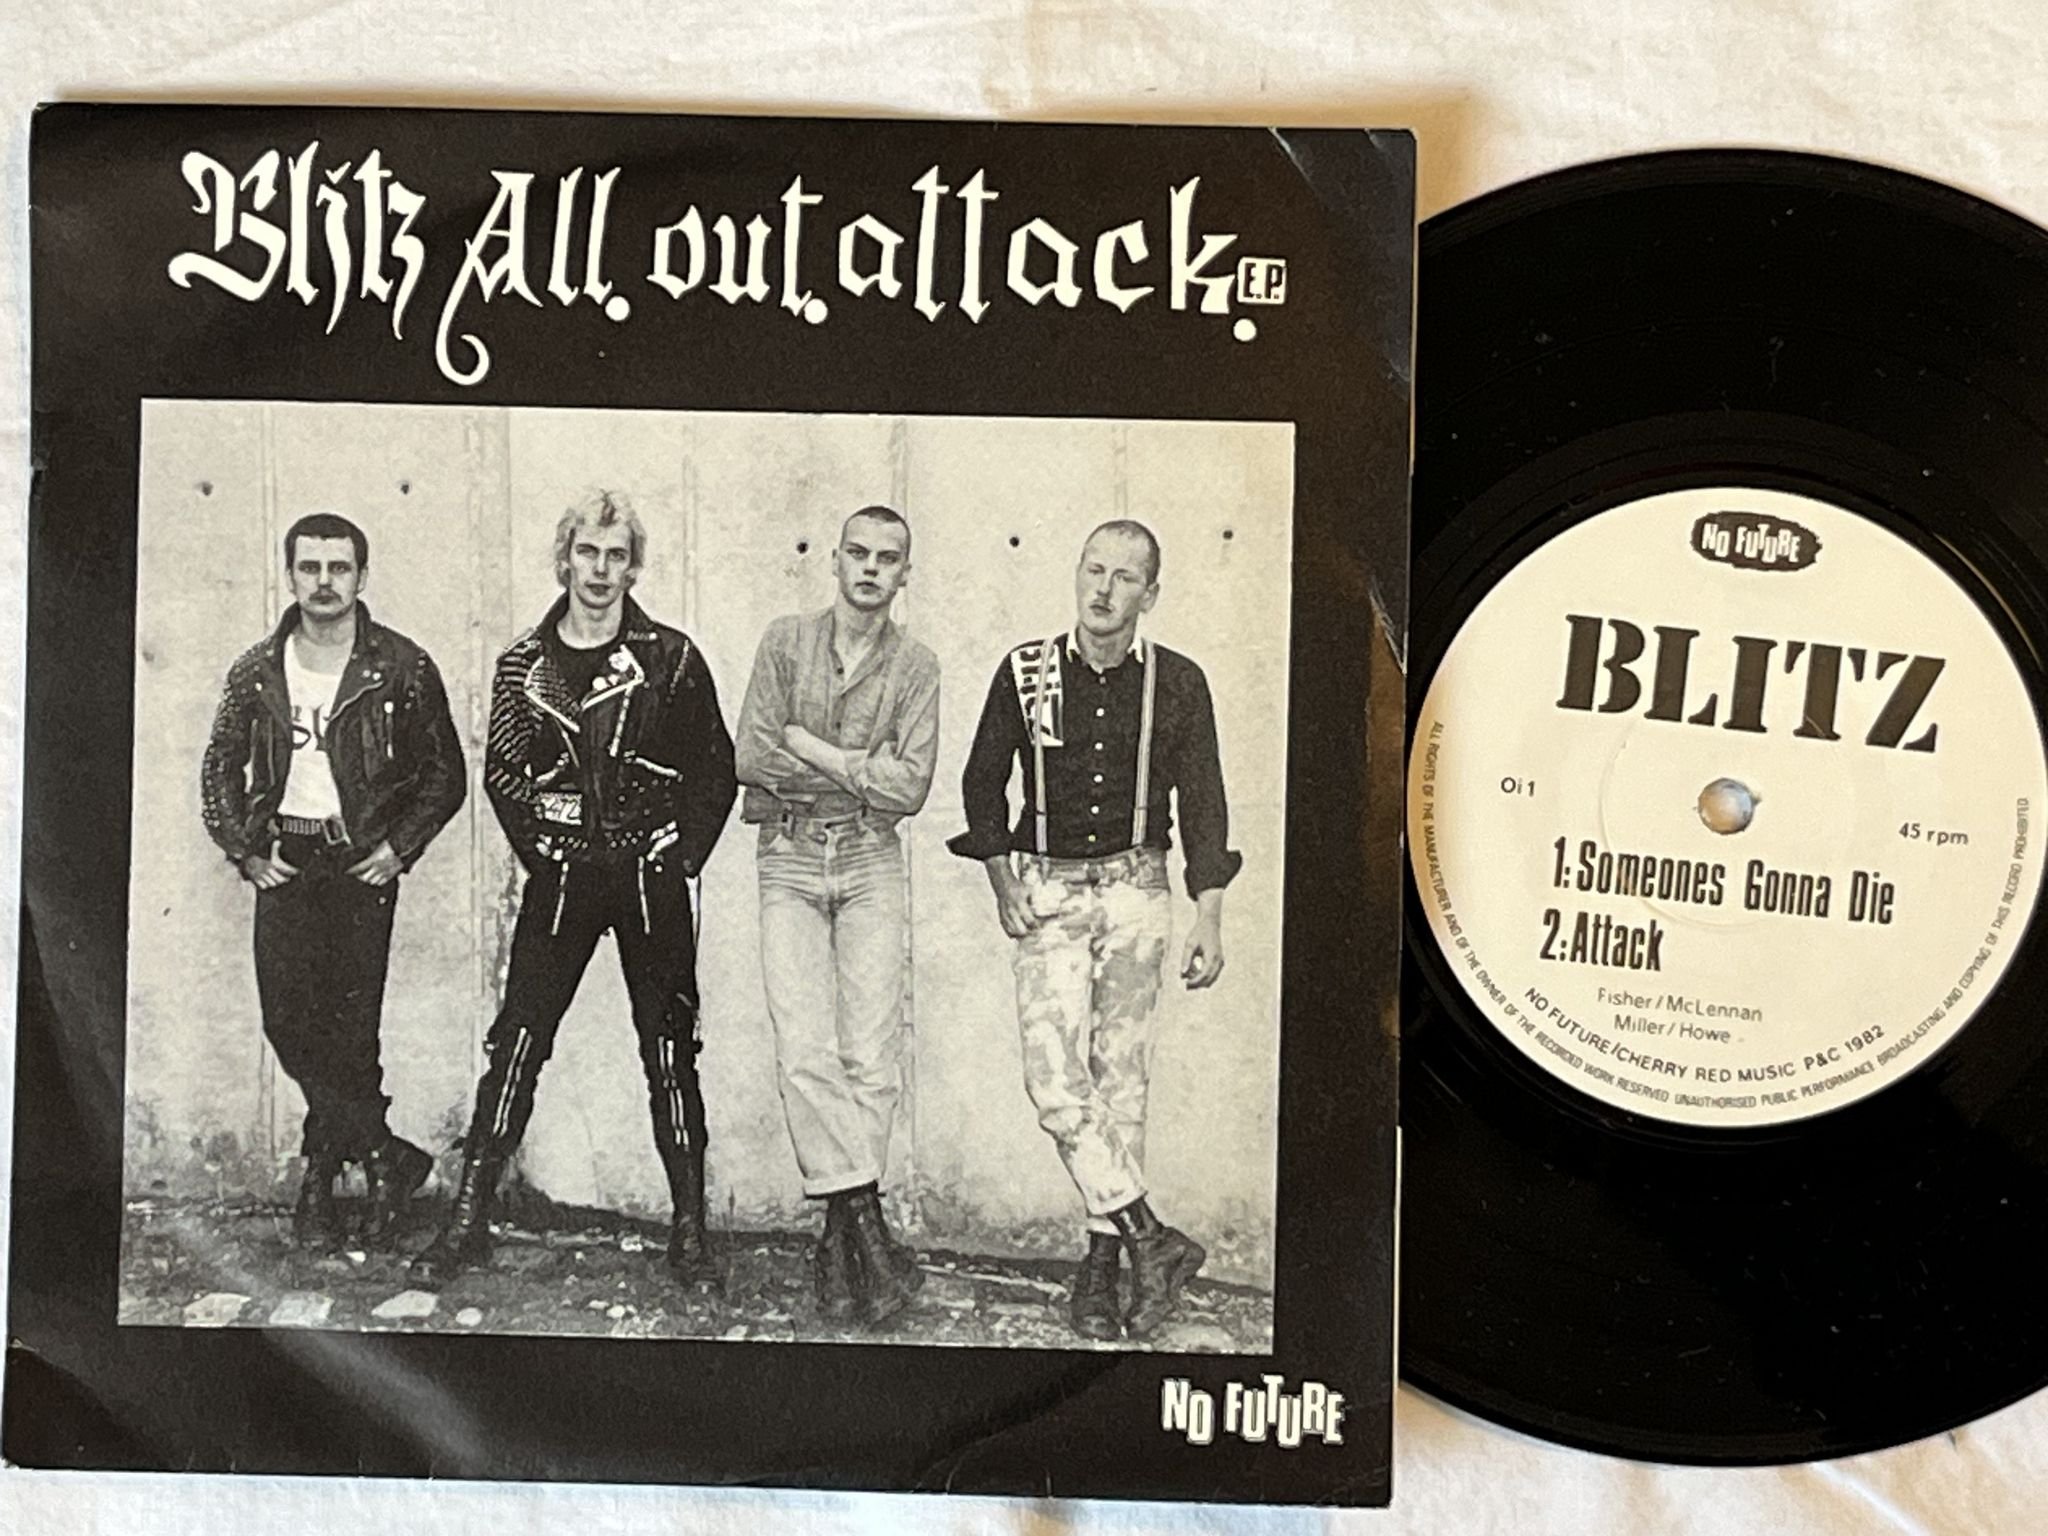 Blitz All out attack E.P.
NO FUTURE
NO FUTURE
BLITZ
Oi 1
45 rpm
1: Someones Gonna Die
2: Attack
Fisher/McLennan
Miller/Howe
NO FUTURE/CHERRY RED MUSIC P&C 1982
ALL RIGHTS OF THE MANUFACTURER AND OF THE OWNER OF THE RECORDED WORK RESERVED UNAUTHORISED PUBLIC PERFORMANCE BROADCASTING AND COPYING OF THIS RECORD PROHIBITED.